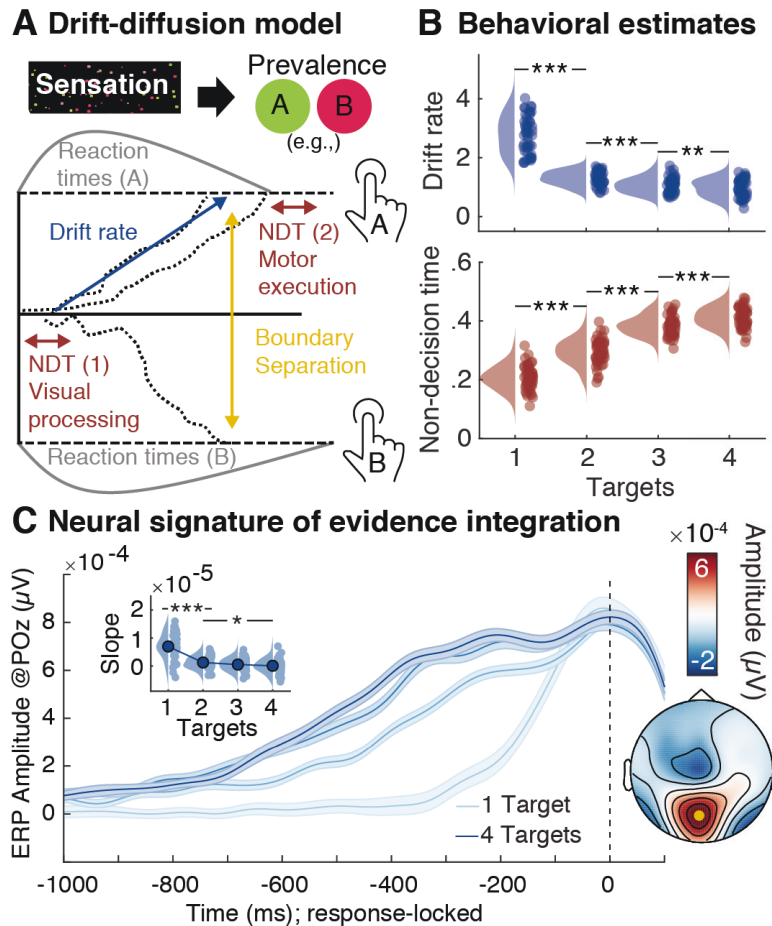 A Drift-diffusion model
Sensation
Prevalence
A
B
(e.g.,)
Reaction
times (A)
Drift rate
NDT (2)
Motor
execution
A
NDT (1)
Visual
processing
Boundary
Separation
Reaction times (B)
B
B Behavioral estimates
Drift rate
4
2
0
***
***
**
Non-decision time
.6
.4
.2
0
***
***
***
1 2 3 4
Targets
C Neural signature of evidence integration
ERP Amplitude @POz (µV)
×10-4
8
6
4
2
0
×10-5
Slope
2
1
0
***
*
1 2 3 4
Targets
1 Target
4 Targets
-1000 -800 -600 -400 -200 0
Time (ms); response-locked
×10-4
6
-2
Amplitude (µV)